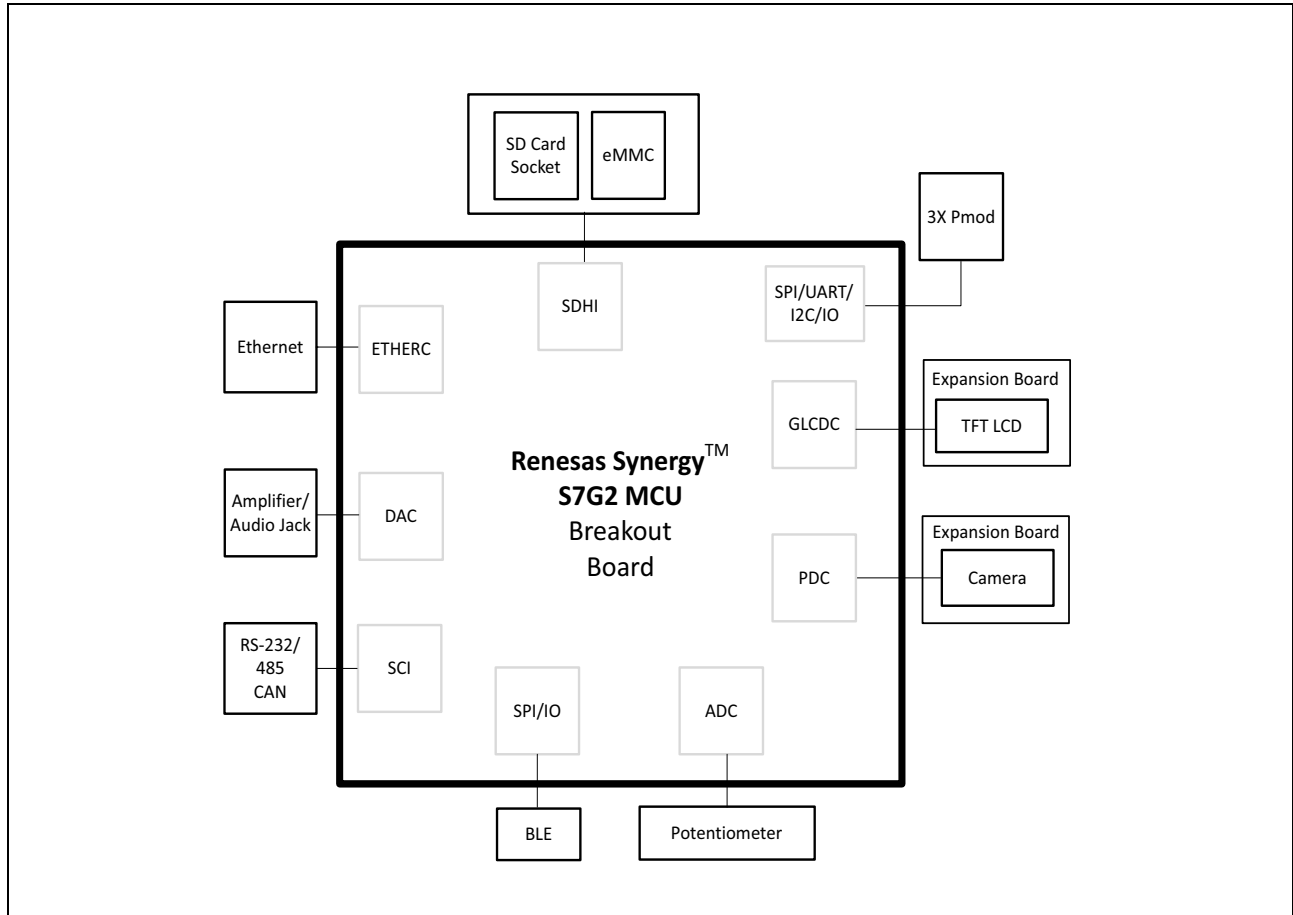 SD Card
Socket
eMMC
3X Pmod
SDHI
SPI/UART/
I2C/IO
Ethernet
ETHERC
Expansion Board
TFT LCD
GLCDC
Renesas Synergy™
S7G2 MCU
Breakout
Board
Amplifier/
Audio Jack
DAC
Expansion Board
Camera
PDC
RS-232/
485
CAN
SCI
SPI/IO
ADC
BLE
Potentiometer